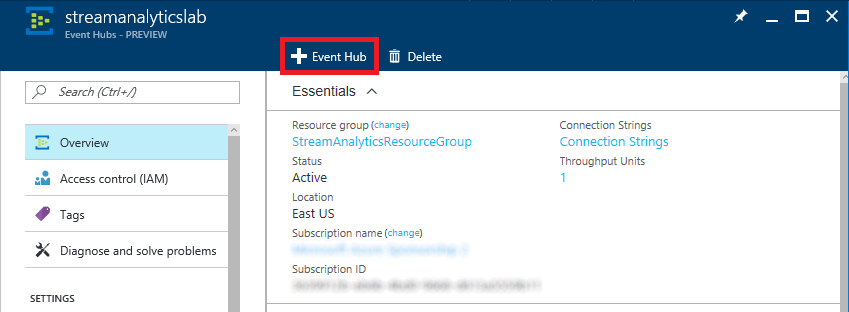 streamanalyticslab
Event Hubs - PREVIEW
Event Hub
Delete
Search (Ctrl+/)
Overview
Access control (IAM)
Tags
Diagnose and solve problems
SETTINGS
Essentials
Resource group (change)
StreamAnalyticsResourceGroup
Status
Active
Location
East US
Subscription name (change)
Subscription ID
Connection Strings
Connection Strings
Throughput Units
1